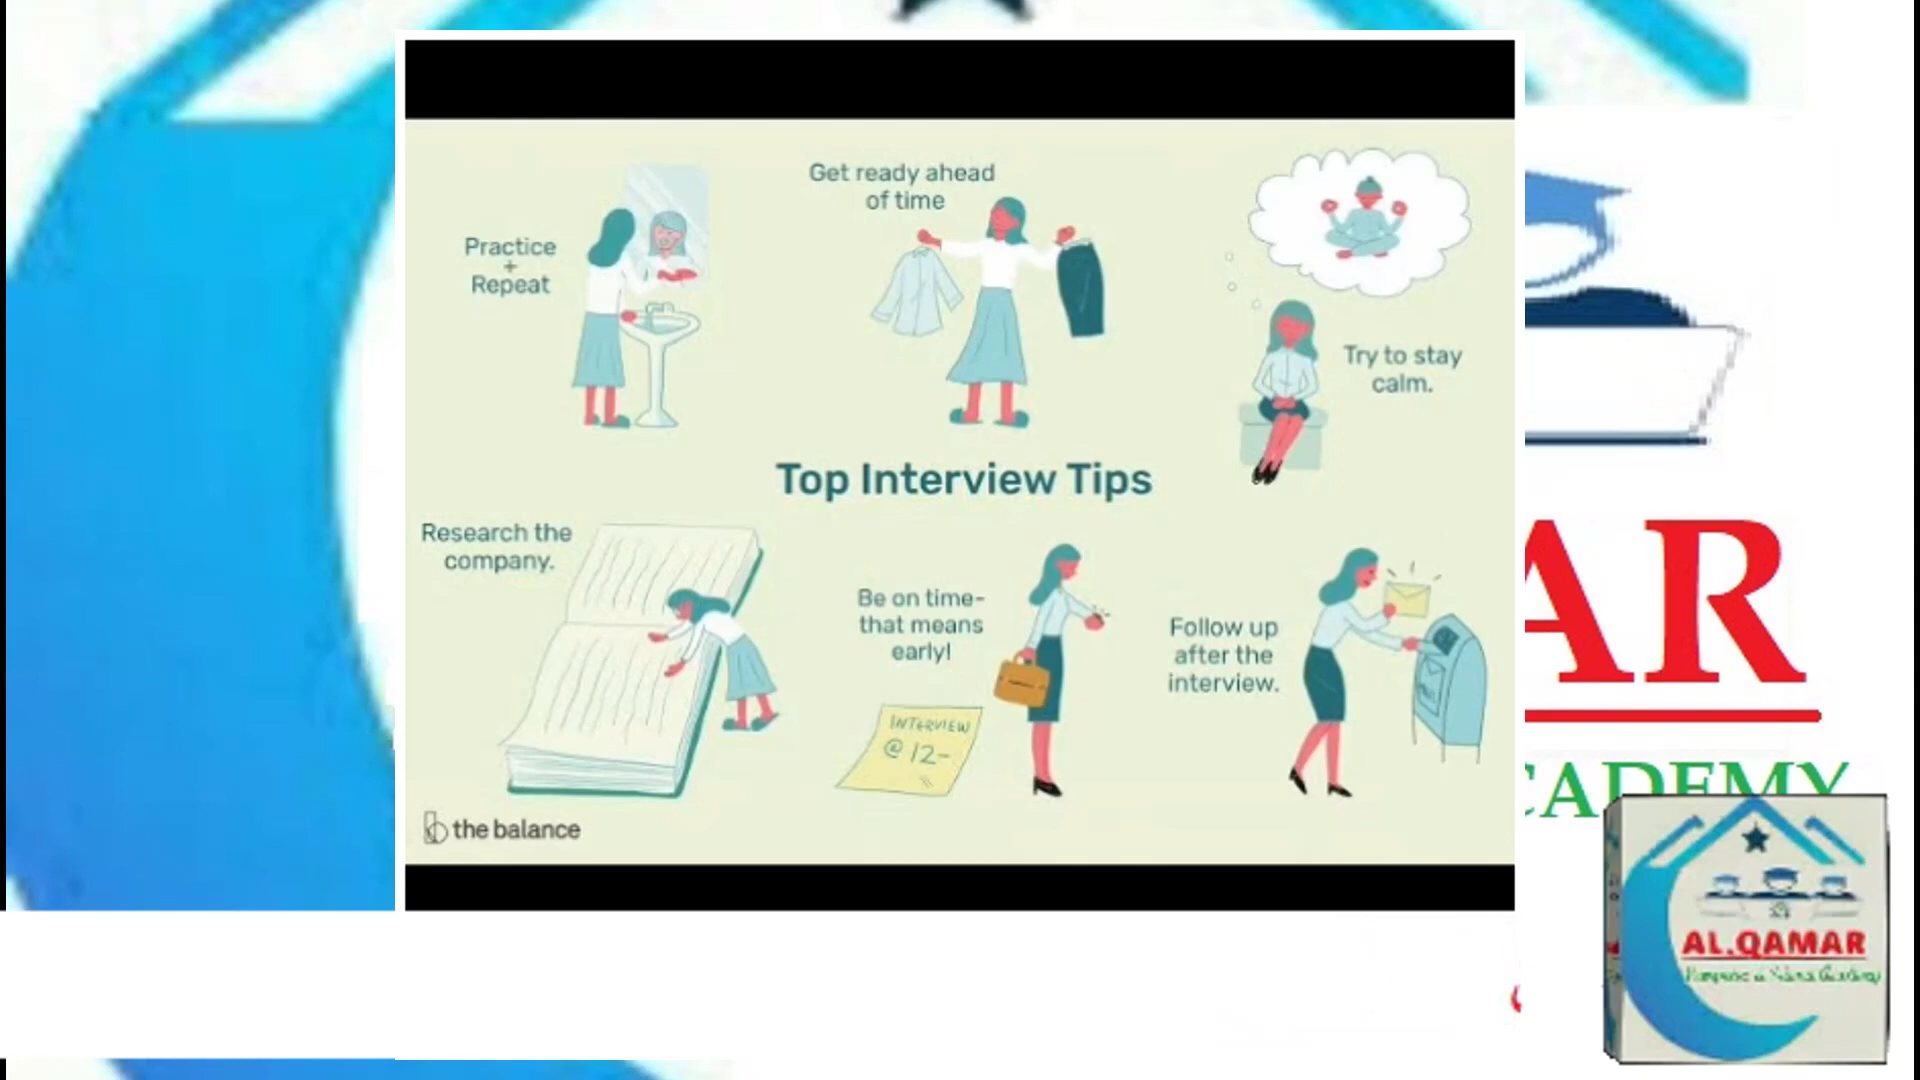 Get ready ahead
of time
Practice
+
Repeat
Try to stay
calm.
Top Interview Tips
Research the
company.
Be on time-
that means
early!
Follow up
after the
interview.
INTERVIEW
@ 12-
the balance
AR
CADEMY
AL.QAMAR